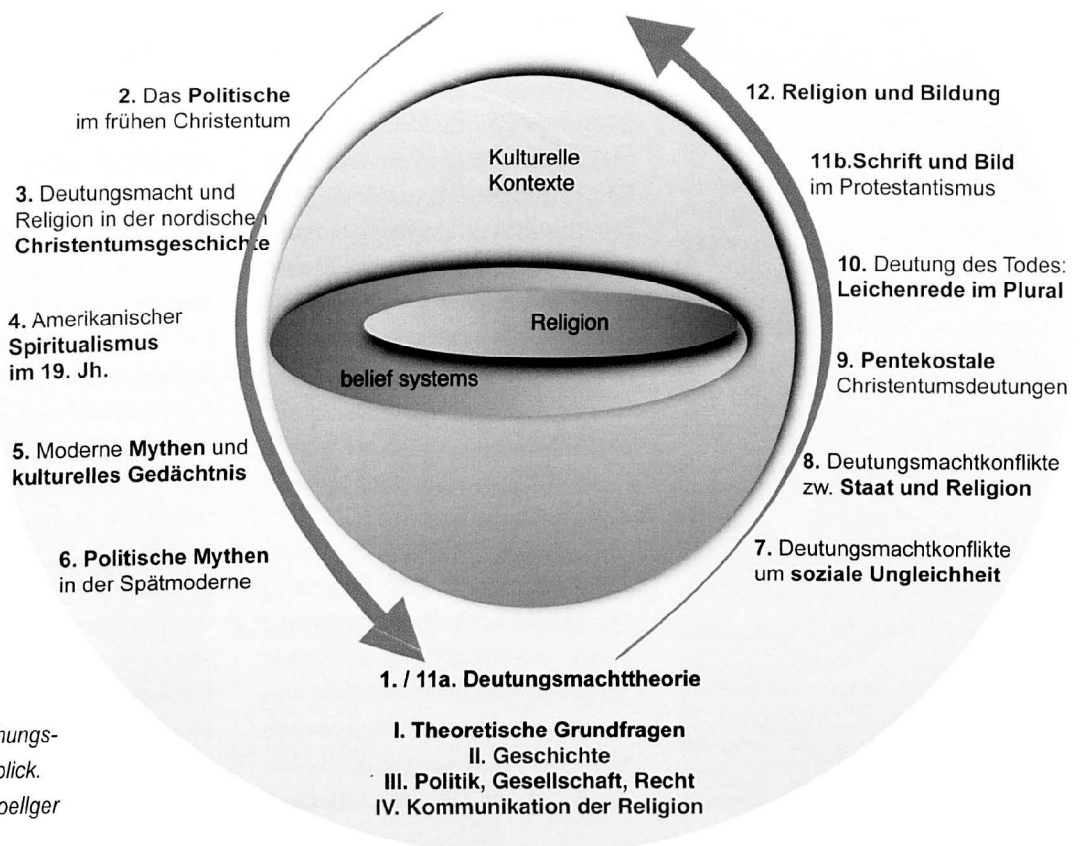 2. Das Politische
im frühen Christentum
3. Deutungsmacht und
Religion in der nordischen
Christentumsgeschichte
4. Amerikanischer
Spiritualismus
im 19. Jh.
5. Moderne Mythen und
kulturelles Gedächtnis
6. Politische Mythen
in der Spätmoderne
Kulturelle
Kontexte
Religion
belief systems
12. Religion und Bildung
11b.Schrift und Bild
im Protestantismus
10. Deutung des Todes:
Leichenrede im Plural
9. Pentekostale
Christentumsdeutungen
8. Deutungsmachtkonflikte
zw. Staat und Religion
7. Deutungsmachtkonflikte
um soziale Ungleichheit
1. / 11a. Deutungsmachttheorie
I. Theoretische Grundfragen
II. Geschichte
III. Politik, Gesellschaft, Recht
IV. Kommunikation der Religion